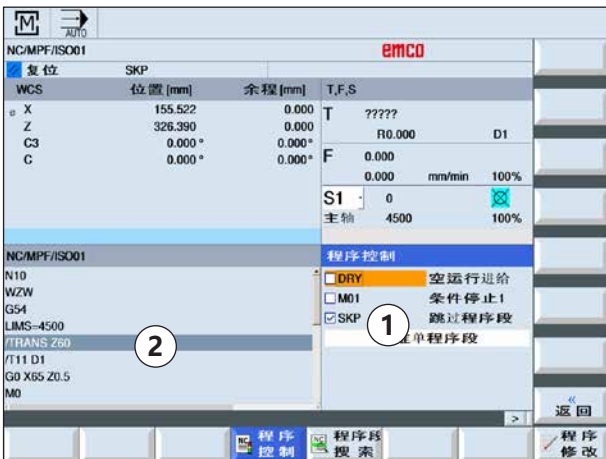 M
AUTO
NC/MPF/ISO01
emco
复位 SKP
WCS 位置[mm] 余程[mm] T,F,S
X 155.522 0.000
Z 326.390 0.000
C3 0.000° 0.000°
C 0.000° 0.000°
T ?????
R0.000 D1
F 0.000
0.000 mm/min 100%
S1 0
主轴 4500 100%
NC/MPF/ISO01
N10
WZW
G54
LIMS=4500
/TRANS Z60
/T11 D1
G0 X65 Z0.5
M0
2
程序控制
DRY 空运行进给
M01 条件停止1
SKP 跳过程序段
1
单程序段
>
«
返回
NC 程序控制
NC 程序段搜索
程序修改